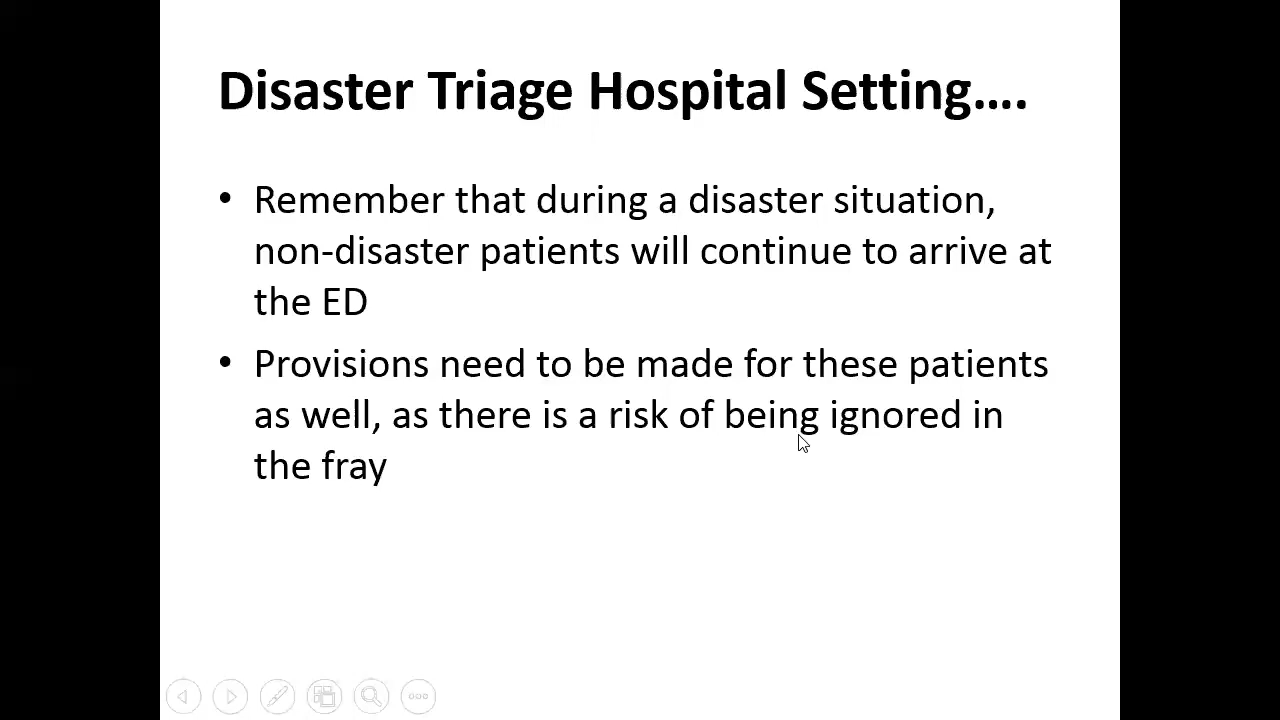 Disaster Triage Hospital Setting....
• Remember that during a disaster situation,
non-disaster patients will continue to arrive at
the ED
• Provisions need to be made for these patients
as well, as there is a risk of being ignored in
the fray